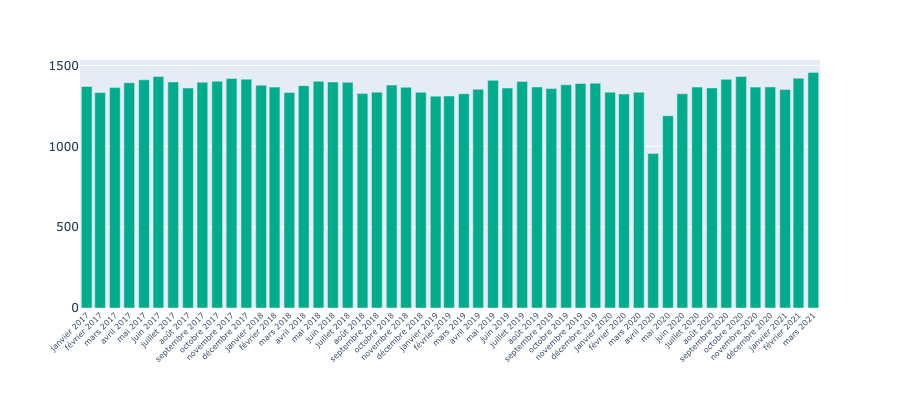 1500
1000
500
0
janvier 2017
février 2017
mars 2017
avril 2017
mai 2017
juin 2017
juillet 2017
août 2017
septembre 2017
octobre 2017
novembre 2017
décembre 2017
janvier 2018
février 2018
mars 2018
avril 2018
mai 2018
juin 2018
juillet 2018
août 2018
septembre 2018
octobre 2018
novembre 2018
décembre 2018
janvier 2019
février 2019
mars 2019
avril 2019
mai 2019
juin 2019
juillet 2019
août 2019
septembre 2019
octobre 2019
novembre 2019
décembre 2019
janvier 2020
février 2020
mars 2020
avril 2020
mai 2020
juin 2020
juillet 2020
août 2020
septembre 2020
octobre 2020
novembre 2020
décembre 2020
janvier 2021
février 2021
mars 2021